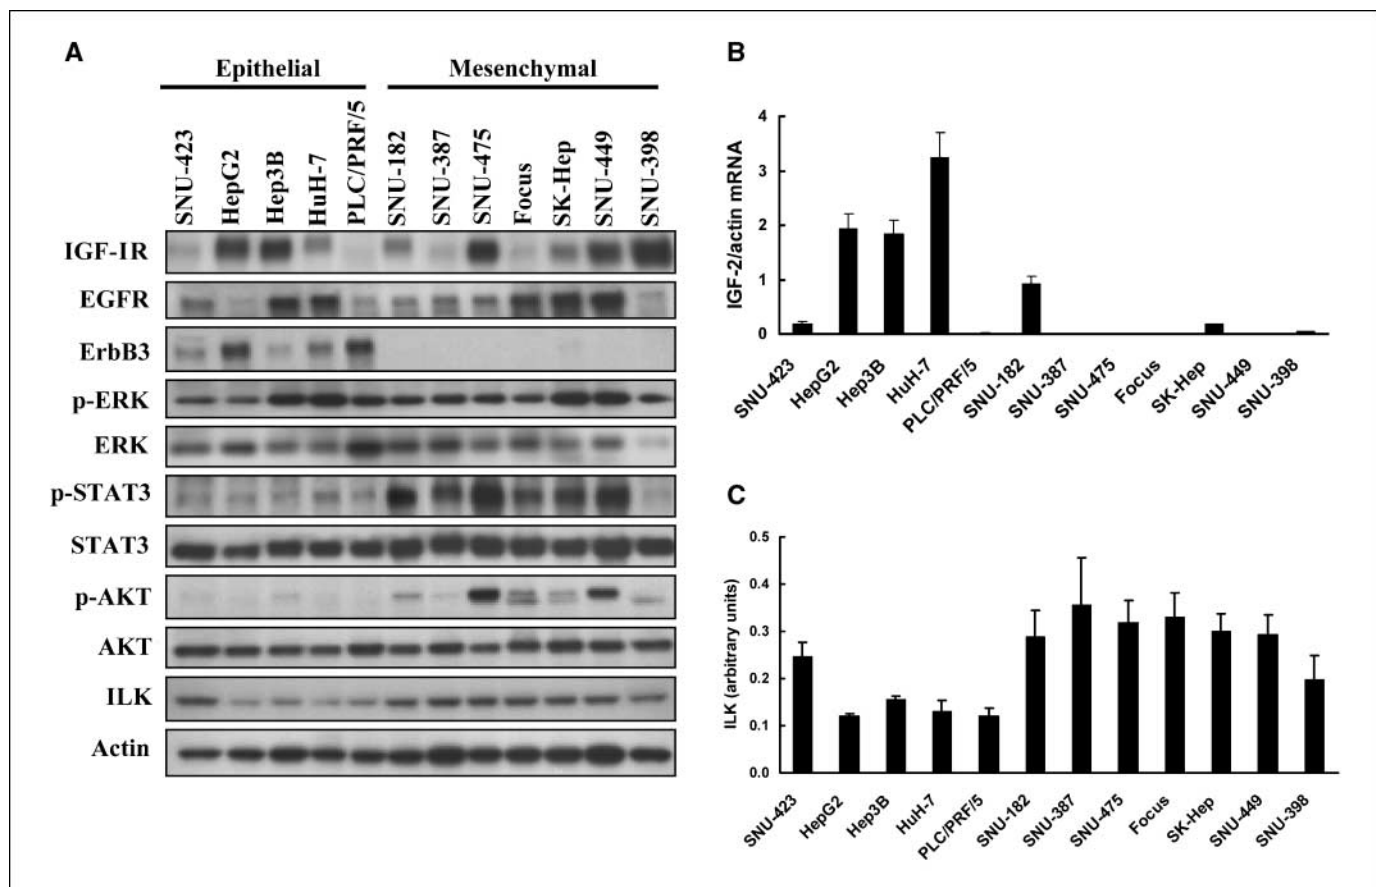 A
Epithelial
Mesenchymal
SNU-423
HepG2
Hep3B
HuH-7
PLC/PRF/5
SNU-182
SNU-387
SNU-475
Focus
SK-Hep
SNU-449
SNU-398
IGF-IR
EGFR
ErbB3
p-ERK
ERK
p-STAT3
STAT3
p-AKT
AKT
ILK
Actin
B
IGF-2/actin mRNA
4
3
2
1
0
SNU-423
HepG2
Hep3B
HuH-7
PLC/PRF/5
SNU-182
SNU-387
SNU-475
Focus
SK-Hep
SNU-449
SNU-398
C
ILK (arbitrary units)
0.5
0.4
0.3
0.2
0.1
0.0
SNU-423
HepG2
Hep3B
HuH-7
PLC/PRF/5
SNU-182
SNU-387
SNU-475
Focus
SK-Hep
SNU-449
SNU-398